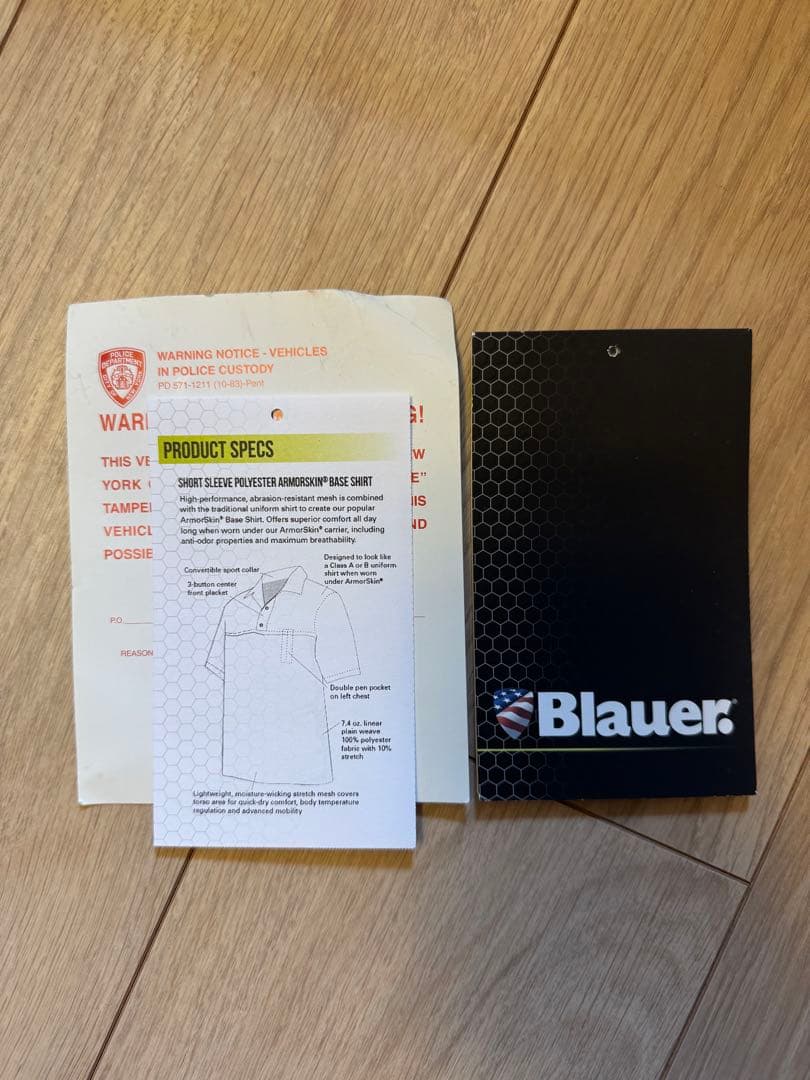 POLICE
DEPARTMENT
WARNING NOTICE - VEHICLES
IN POLICE CUSTODY
PD 571-1211 (10-83)-Pent
WAR
G!
THIS VE
W
YORK
E"
TAMPE
HIS
VEHICL
ND
POSSIE
P.O.
REASON
PRODUCT SPECS
SHORT SLEEVE POLYESTER ARMORSKIN® BASE SHIRT
High-performance, abrasion-resistant mesh is combined
with the traditional uniform shirt to create our popular
ArmorSkin® Base Shirt. Offers superior comfort all day
long when worn under our ArmorSkin® carrier, including
anti-odor properties and maximum breathability.
Convertible sport collar
3-button center
front placket
Designed to look like
a Class A or B uniform
shirt when worn
under ArmorSkin®
Double pen pocket
on left chest
7.4 oz. linear
plain weave
100% polyester
fabric with 10%
stretch
Lightweight, moisture-wicking stretch mesh covers
torso area for quick-dry comfort, body temperature
regulation and advanced mobility
Blauer®